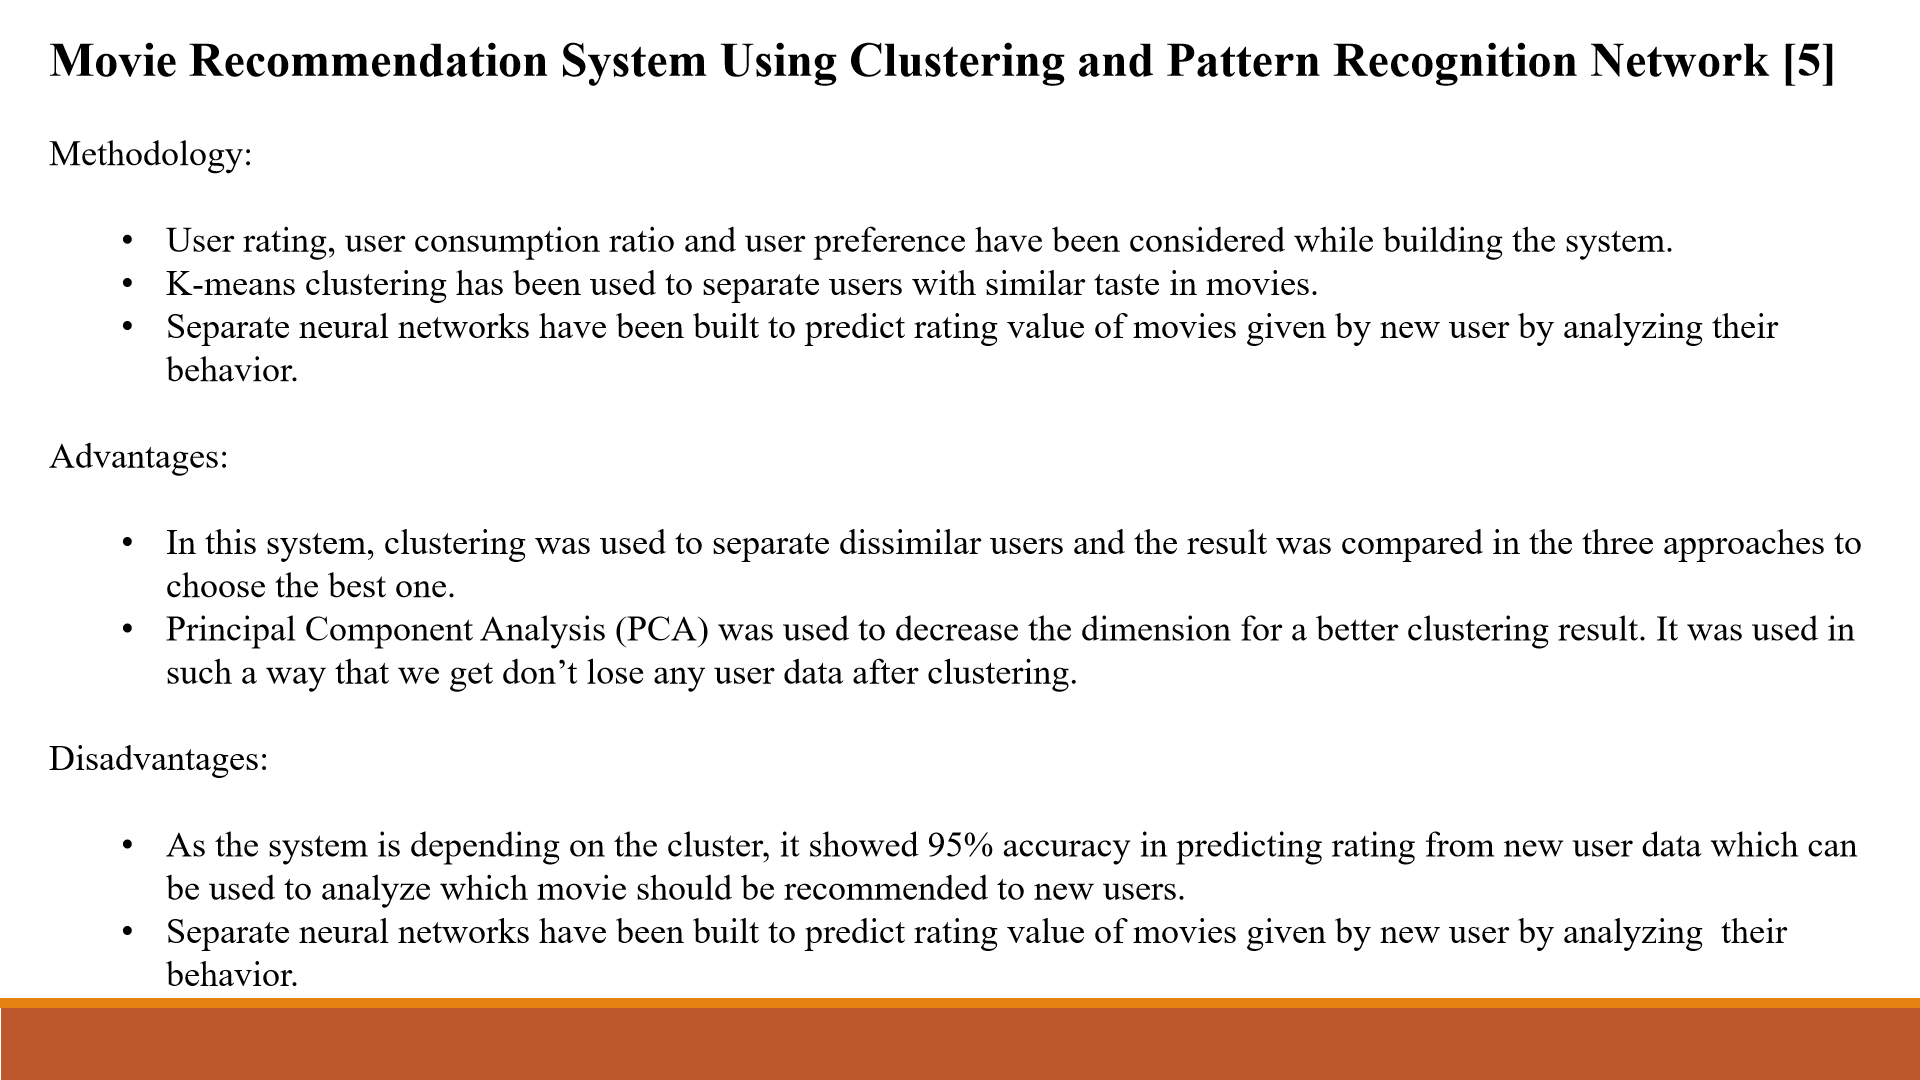 Movie Recommendation System Using Clustering and Pattern Recognition Network [5]
Methodology:
• User rating, user consumption ratio and user preference have been considered while building the system.
• K-means clustering has been used to separate users with similar taste in movies.
• Separate neural networks have been built to predict rating value of movies given by new user by analyzing their
behavior.
Advantages:
• In this system, clustering was used to separate dissimilar users and the result was compared in the three approaches to
choose the best one.
• Principal Component Analysis (PCA) was used to decrease the dimension for a better clustering result. It was used in
such a way that we get don’t lose any user data after clustering.
Disadvantages:
• As the system is depending on the cluster, it showed 95% accuracy in predicting rating from new user data which can
be used to analyze which movie should be recommended to new users.
• Separate neural networks have been built to predict rating value of movies given by new user by analyzing  their
behavior.